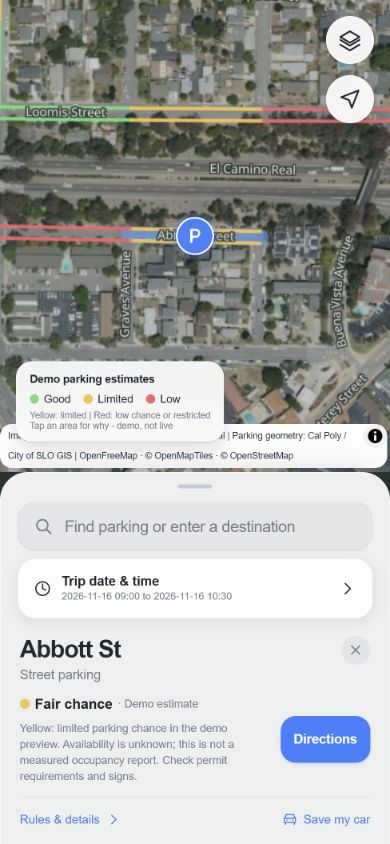 Loomis Street
El Camino Real
P
Graves Avenue
Buena Vista Avenue
Demo parking estimates
Good
Limited
Low
Yellow: limited | Red: low chance or restricted
Tap an area for why - demo, not live
| Parking geometry: Cal Poly /
City of SLO GIS | OpenFreeMap · © OpenMapTiles · © OpenStreetMap
Find parking or enter a destination
Trip date & time
2026-11-16 09:00 to 2026-11-16 10:30
Abbott St
Street parking
Fair chance · Demo estimate
Yellow: limited parking chance in the demo
preview. Availability is unknown; this is not a
measured occupancy report. Check permit
requirements and signs.
Directions
Rules & details
Save my car